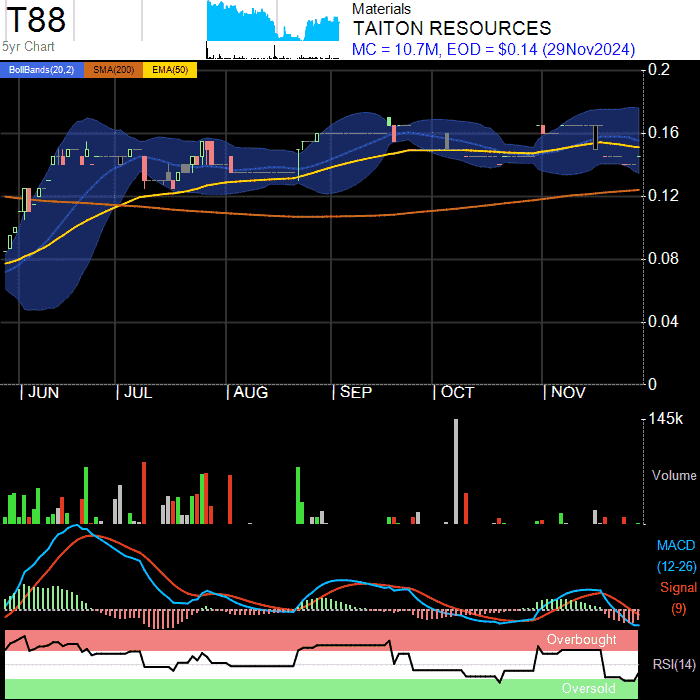 T88
5yr Chart
Materials
TAITON RESOURCES
MC = 10.7M, EOD = $0.14 (29Nov2024)
BollBands(20,2) SMA(200) EMA(50)
0.2
0.16
0.12
0.08
0.04
0
JUN JUL AUG SEP OCT NOV
145k
Volume
MACD
(12-26)
Signal
(9)
Overbought
RSI(14)
Oversold